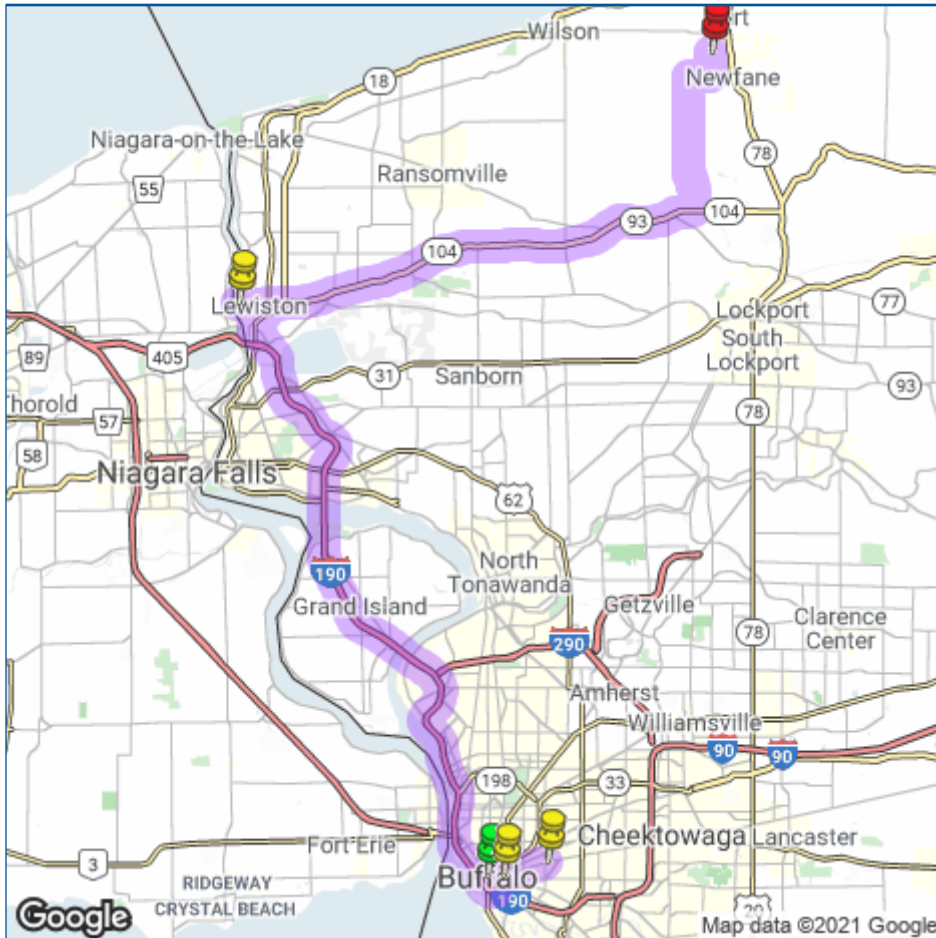 Wilson
rt
Newfane
18
Niagara-on-the-Lake
78
55
Ransomville
104
93
104
Lewiston
77
Lockport
South
Lockport
89
405
31
Sanborn
93
Thorold
57
78
58
Niagara Falls
62
190
North
Tonawanda
Grand Island
Getzville
Clarence
Center
78
290
Amherst
Williamsville
90
90
198
33
Fort Erie
Cheektowaga
Lancaster
3
Buffalo
RIDGEWAY
CRYSTAL BEACH
190
20
Google
Map data ©2021 Google